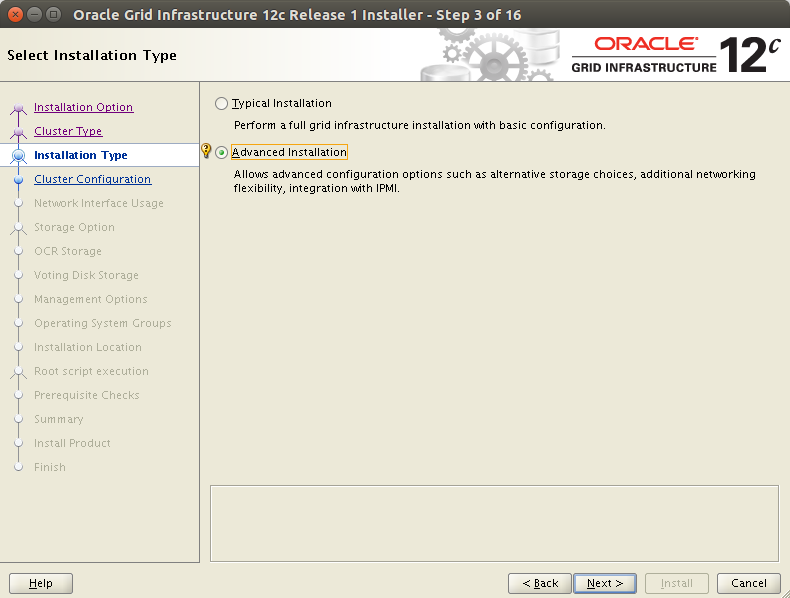 Oracle Grid Infrastructure 12c Release 1 Installer - Step 3 of 16
Select Installation Type
ORACLE
GRID INFRASTRUCTURE
12c
Installation Option
Cluster Type
Installation Type
Cluster Configuration
Network Interface Usage
Storage Option
OCR Storage
Voting Disk Storage
Management Options
Operating System Groups
Installation Location
Root script execution
Prerequisite Checks
Summary
Install Product
Finish
Typical Installation
Perform a full grid infrastructure installation with basic configuration.
Advanced Installation
Allows advanced configuration options such as alternative storage choices, additional networking
flexibility, integration with IPMI.
Help
< Back
Next >
Install
Cancel